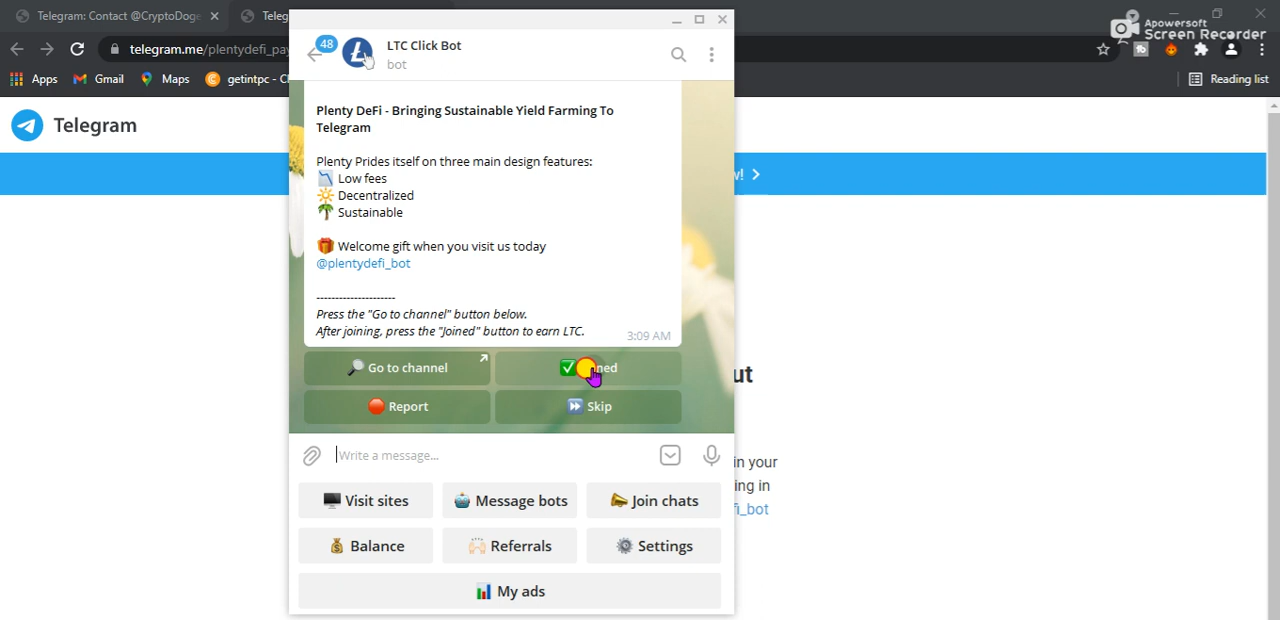 Telegram: Contact @CryptoDoge
Teleg
Apowersoft
Screen Recorder
telegram.me/plentydefi_pay
Apps
Gmail
Maps
getintpc - C
Reading list
48
LTC Click Bot
bot
Telegram
w!
Plenty DeFi - Bringing Sustainable Yield Farming To
Telegram
Plenty Prides itself on three main design features:
Low fees
Decentralized
Sustainable
Welcome gift when you visit us today
@plentydefi_bot
---------------------
Press the "Go to channel" button below.
After joining, press the "Joined" button to earn LTC.
3:09 AM
Go to channel
ned
Report
Skip
ut
in your
ing in
fi_bot
Write a message...
Visit sites
Message bots
Join chats
Balance
Referrals
Settings
My ads